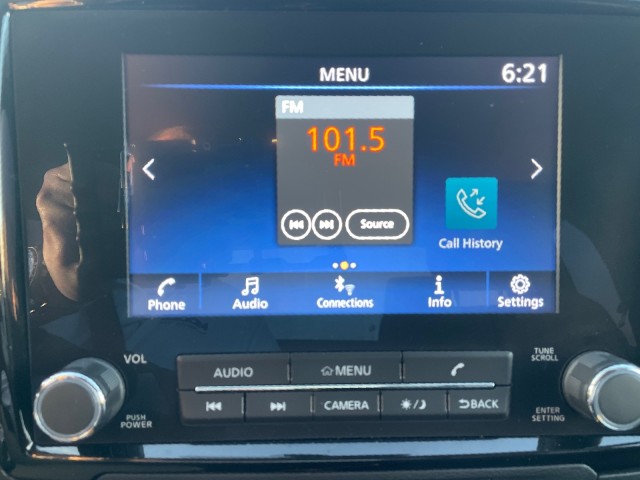 MENU 6:21
FM
101.5
FM
Source
Call History
Phone Audio Connections Info Settings
VOL
PUSH
POWER
AUDIO MENU
CAMERA BACK
TUNE
SCROLL
ENTER
SETTING